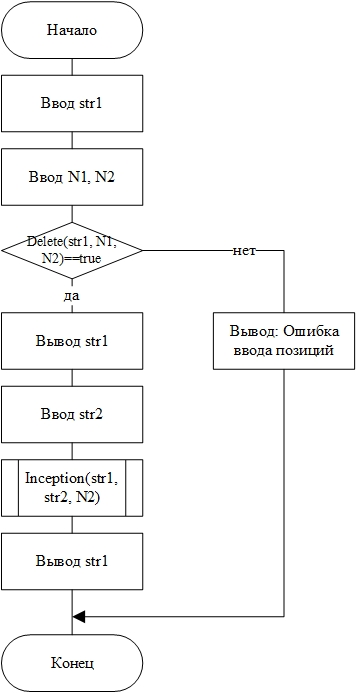 Начало
Ввод str1
Ввод N1, N2
Delete(str1, N1,
N2)==true
нет
да
Вывод str1
Вывод: Ошибка
ввода позиций
Ввод str2
Inception(str1,
str2, N2)
Вывод str1
Конец